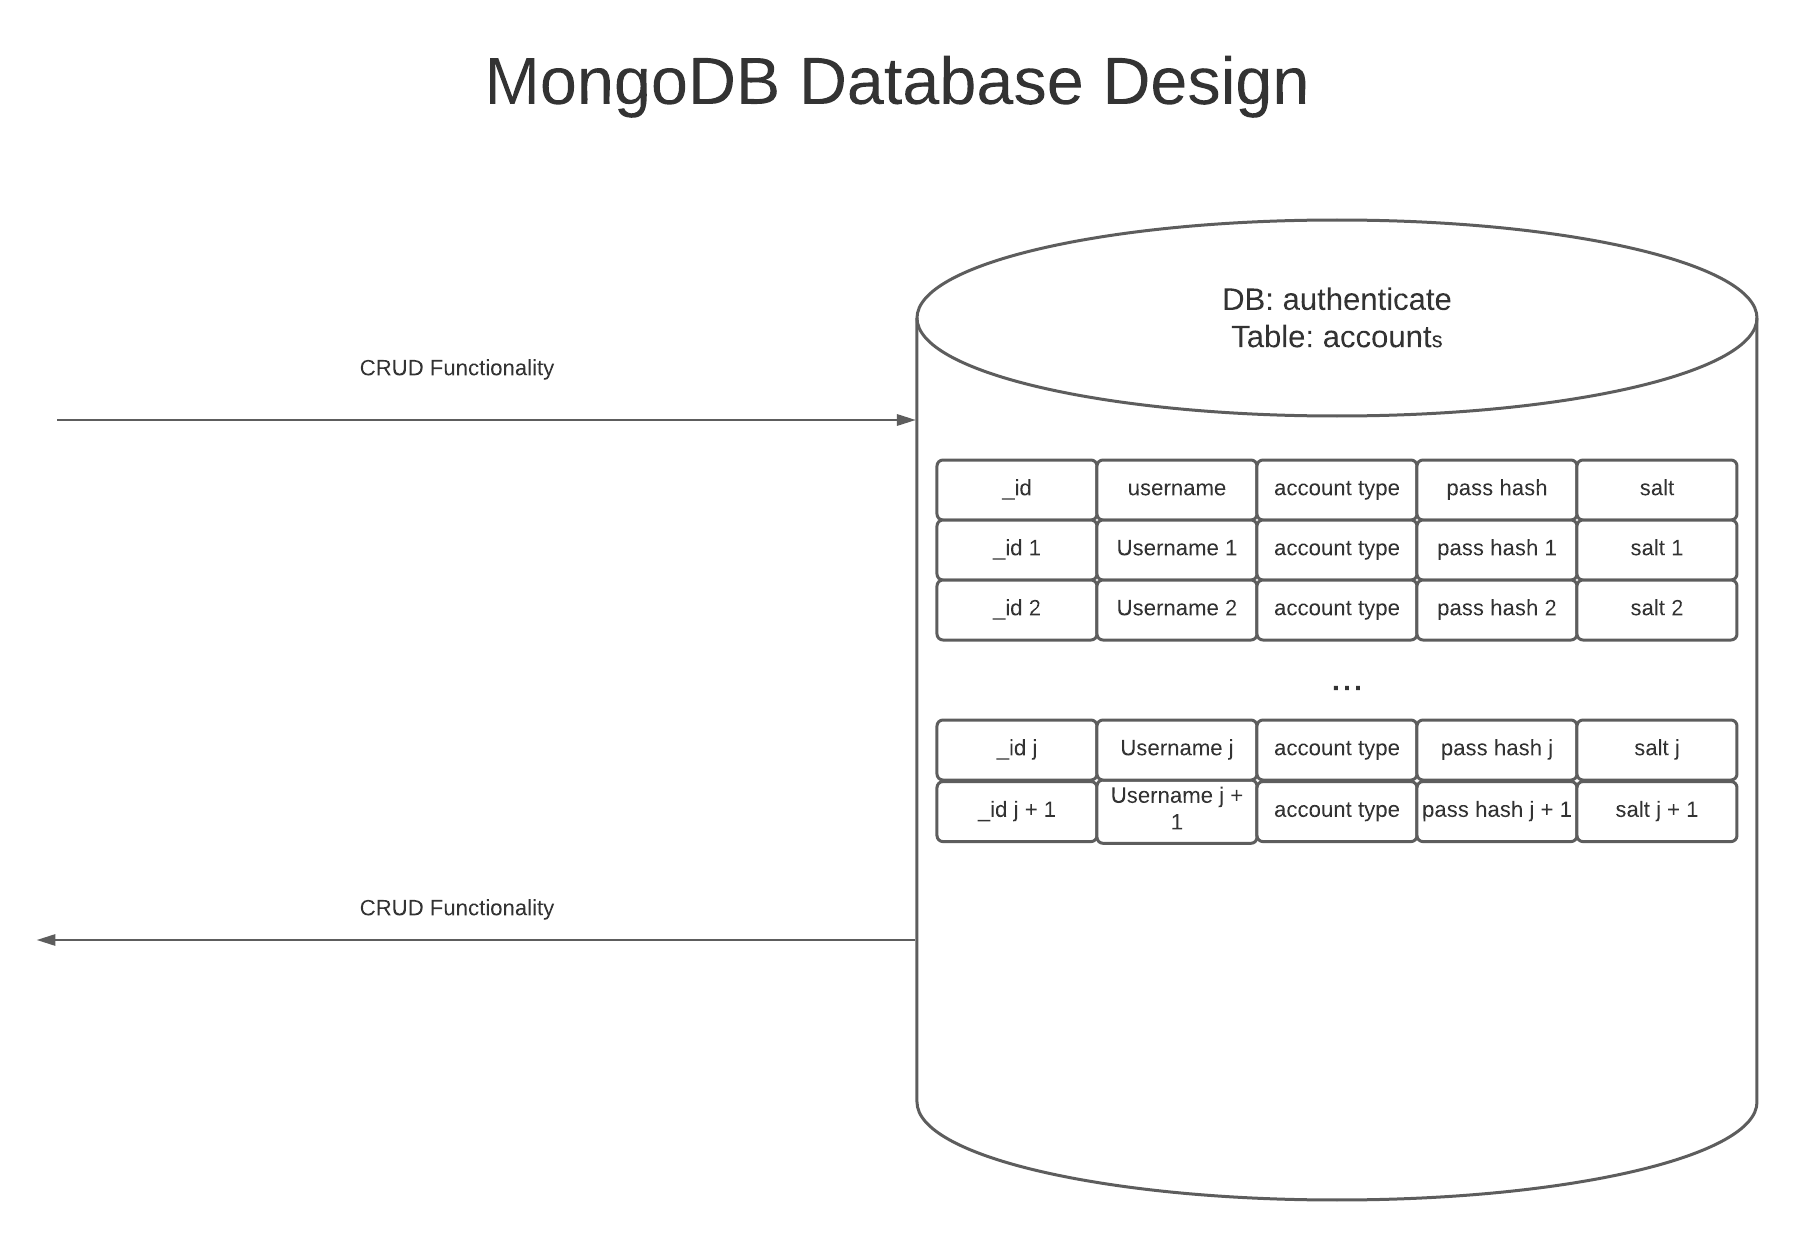 MongoDB Database Design
DB: authenticate
Table: accounts
CRUD Functionality
_id username account type pass hash salt
_id 1 Username 1 account type pass hash 1 salt 1
_id 2 Username 2 account type pass hash 2 salt 2
...
_id j Username j account type pass hash j salt j
_id j + 1 Username j + 1 account type pass hash j + 1 salt j + 1
CRUD Functionality